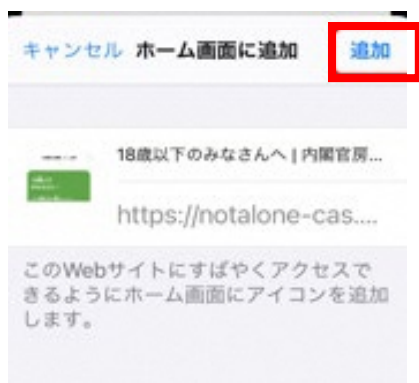 キャンセル ホーム画面に追加 追加
18歳以下のみなさんへ | 内閣官房...
https://notalone-cas....
このWebサイトにすばやくアクセスで
きるようにホーム画面にアイコンを追加
します。